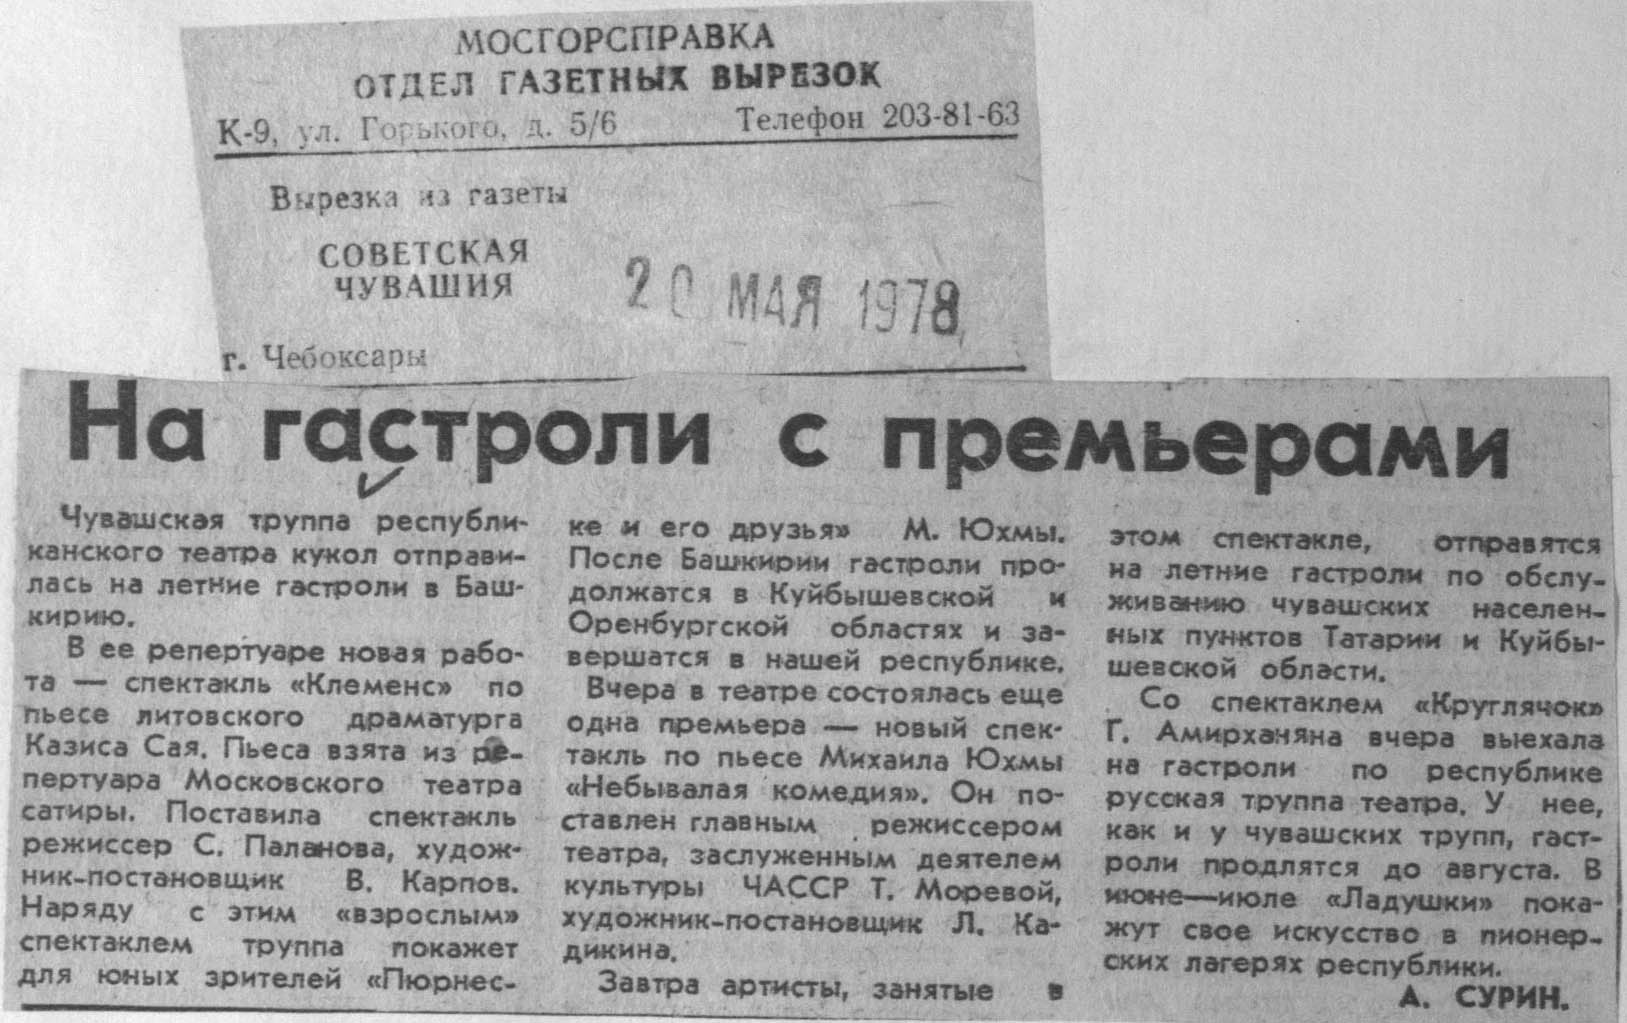 МОСГОРСПРАВКА
ОТДЕЛ ГАЗЕТНЫХ ВЫРЕЗОК
К-9, ул. Горького, д. 5/6 Телефон 203-81-63
Вырезка из газеты
СОВЕТСКАЯ
ЧУВАШИЯ
20 МАЯ 1978
г. Чебоксары
На гастроли с премьерами
Чувашская труппа республи-
канского театра кукол отправи-
лась на летние гастроли в Баш-
кирию.
В ее репертуаре новая рабо-
та — спектакль «Клеменс» по
пьесе литовского драматурга
Казиса Сая. Пьеса взята из ре-
пертуара Московского театра
сатиры. Поставила спектакль
режиссер С. Паланова, худож-
ник-постановщик В. Карпов.
Наряду с этим «взрослым»
спектаклем труппа покажет
для юных зрителей «Пюрнес-
ке и его друзья» М. Юхмы.
После Башкирии гастроли про-
должатся в Куйбышевской и
Оренбургской областях и за-
вершатся в нашей республике.
Вчера в театре состоялась еще
одна премьера — новый спек-
такль по пьесе Михаила Юхмы
«Небывалая комедия». Он по-
ставлен главным режиссером
театра, заслуженным деятелем
культуры ЧАССР Т. Моревой,
художник-постановщик Л. Ка-
дикина.
Завтра артисты, занятые в
этом спектакле, отправятся
на летние гастроли по обслу-
живанию чувашских населен-
ных пунктов Татарии и Куйбы-
шевской области.
Со спектаклем «Круглячок»
Г. Амирханяна вчера выехала
на гастроли по республике
русская труппа театра. У нее,
как и у чувашских трупп, гаст-
роли продлятся до августа. В
июне—июле «Ладушки» пока-
жут свое искусство в пионер-
ских лагерях республики.
А. СУРИН.